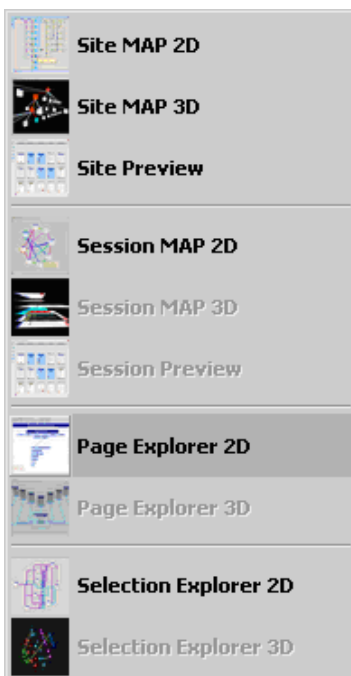 Site MAP 2D
Site MAP 3D
Site Preview
Session MAP 2D
Session MAP 3D
Session Preview
Page Explorer 2D
Page Explorer 3D
Selection Explorer 2D
Selection Explorer 3D